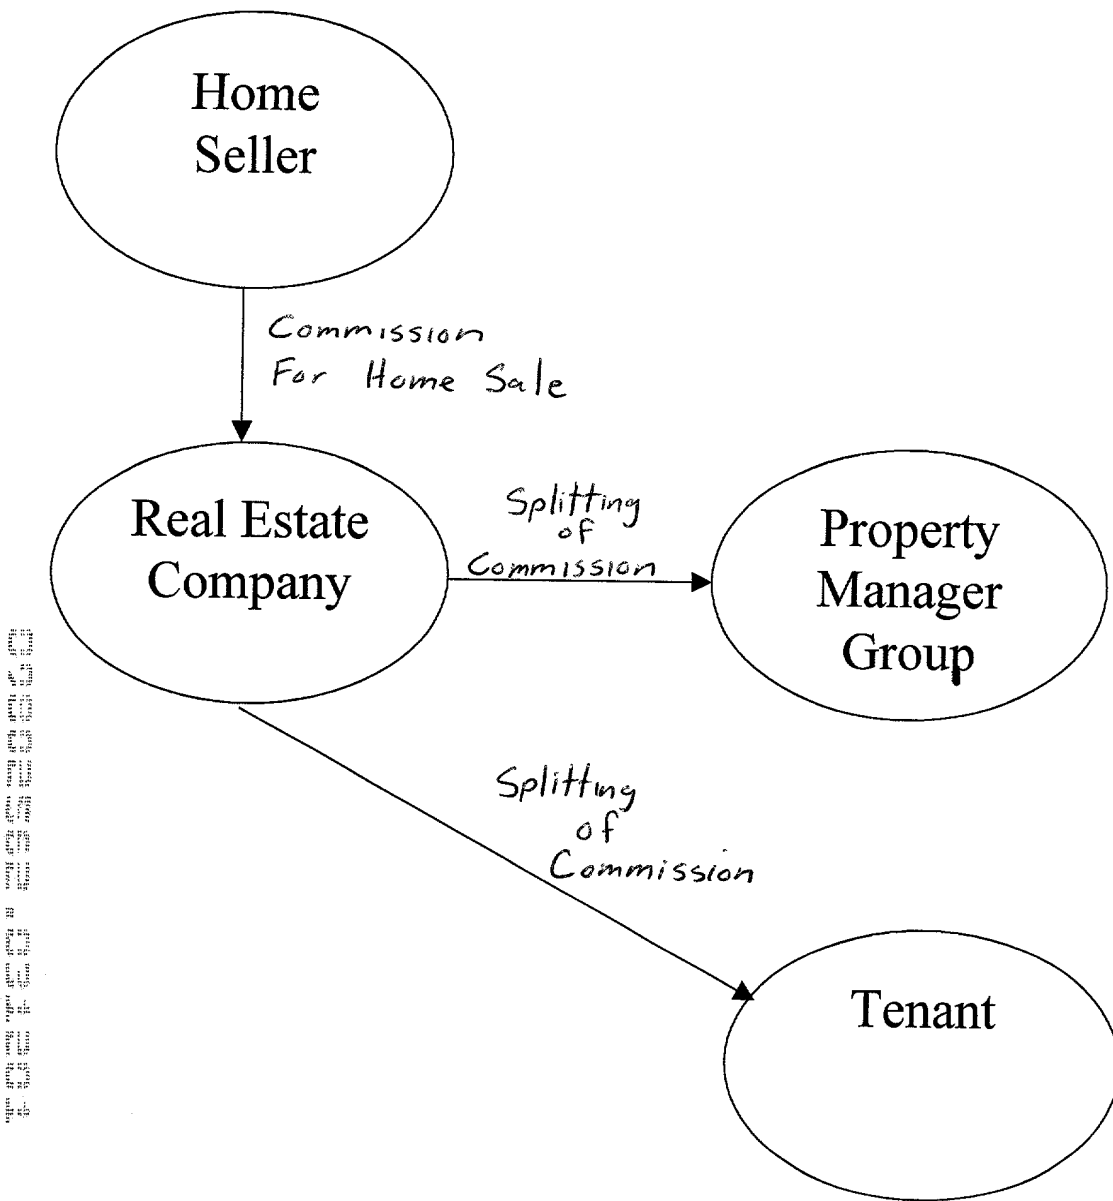 Home
Seller
Commission
For Home Sale
Real Estate
Company
Splitting
of
Commission
Property
Manager
Group
Splitting
of
Commission
Tenant